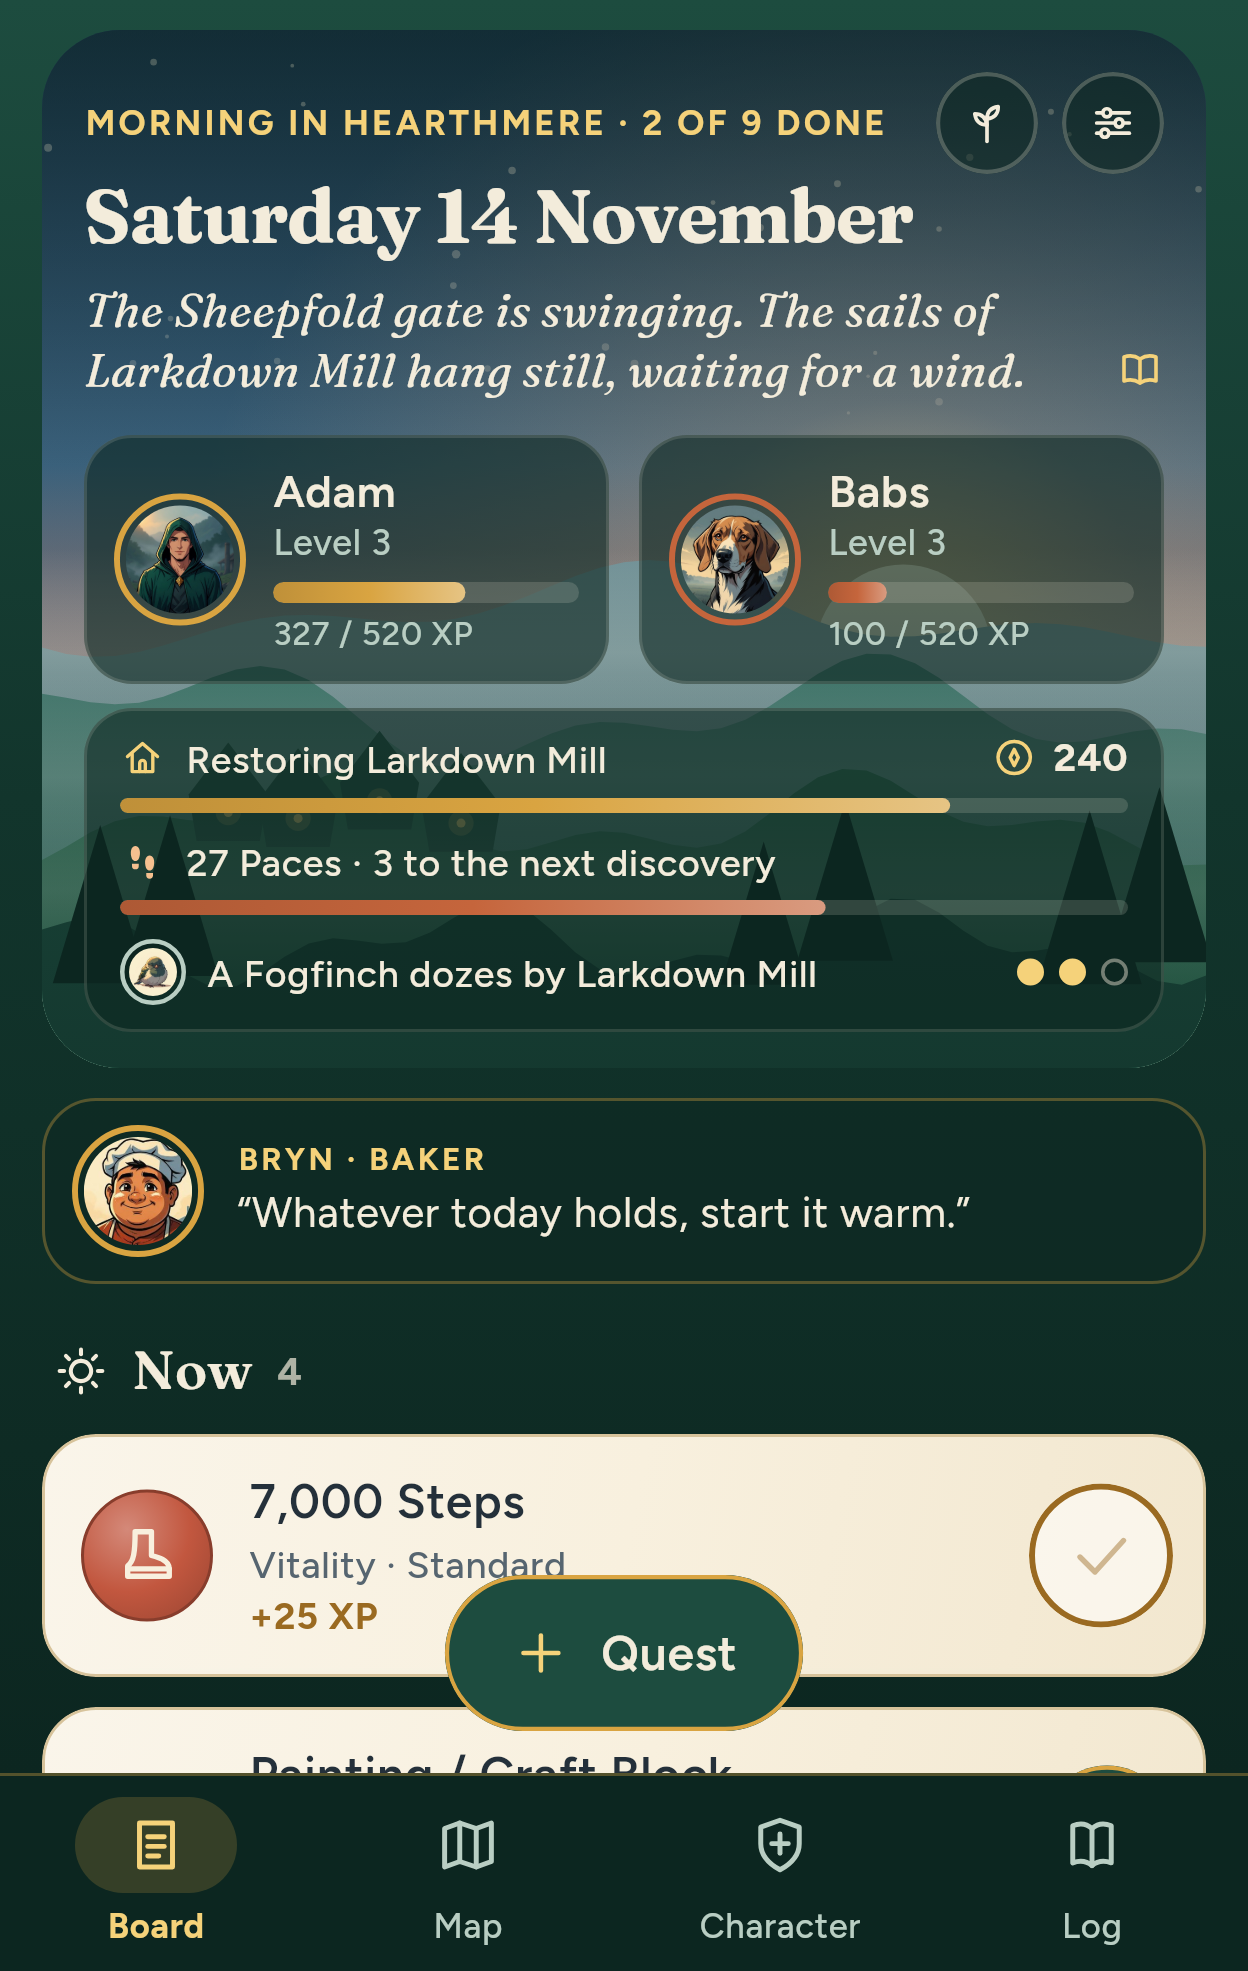 MORNING IN HEARTHMERE · 2 OF 9 DONE
Saturday 14 November
The Sheepfold gate is swinging. The sails of
Larkdown Mill hang still, waiting for a wind.
Adam
Level 3
327 / 520 XP
Babs
Level 3
100 / 520 XP
Restoring Larkdown Mill
240
27 Paces · 3 to the next discovery
A Fogfinch dozes by Larkdown Mill
BRYN · BAKER
“Whatever today holds, start it warm.”
Now 4
7,000 Steps
Vitality · Standard
+25 XP
Quest
Painting / Craft Block
Board
Map
Character
Log